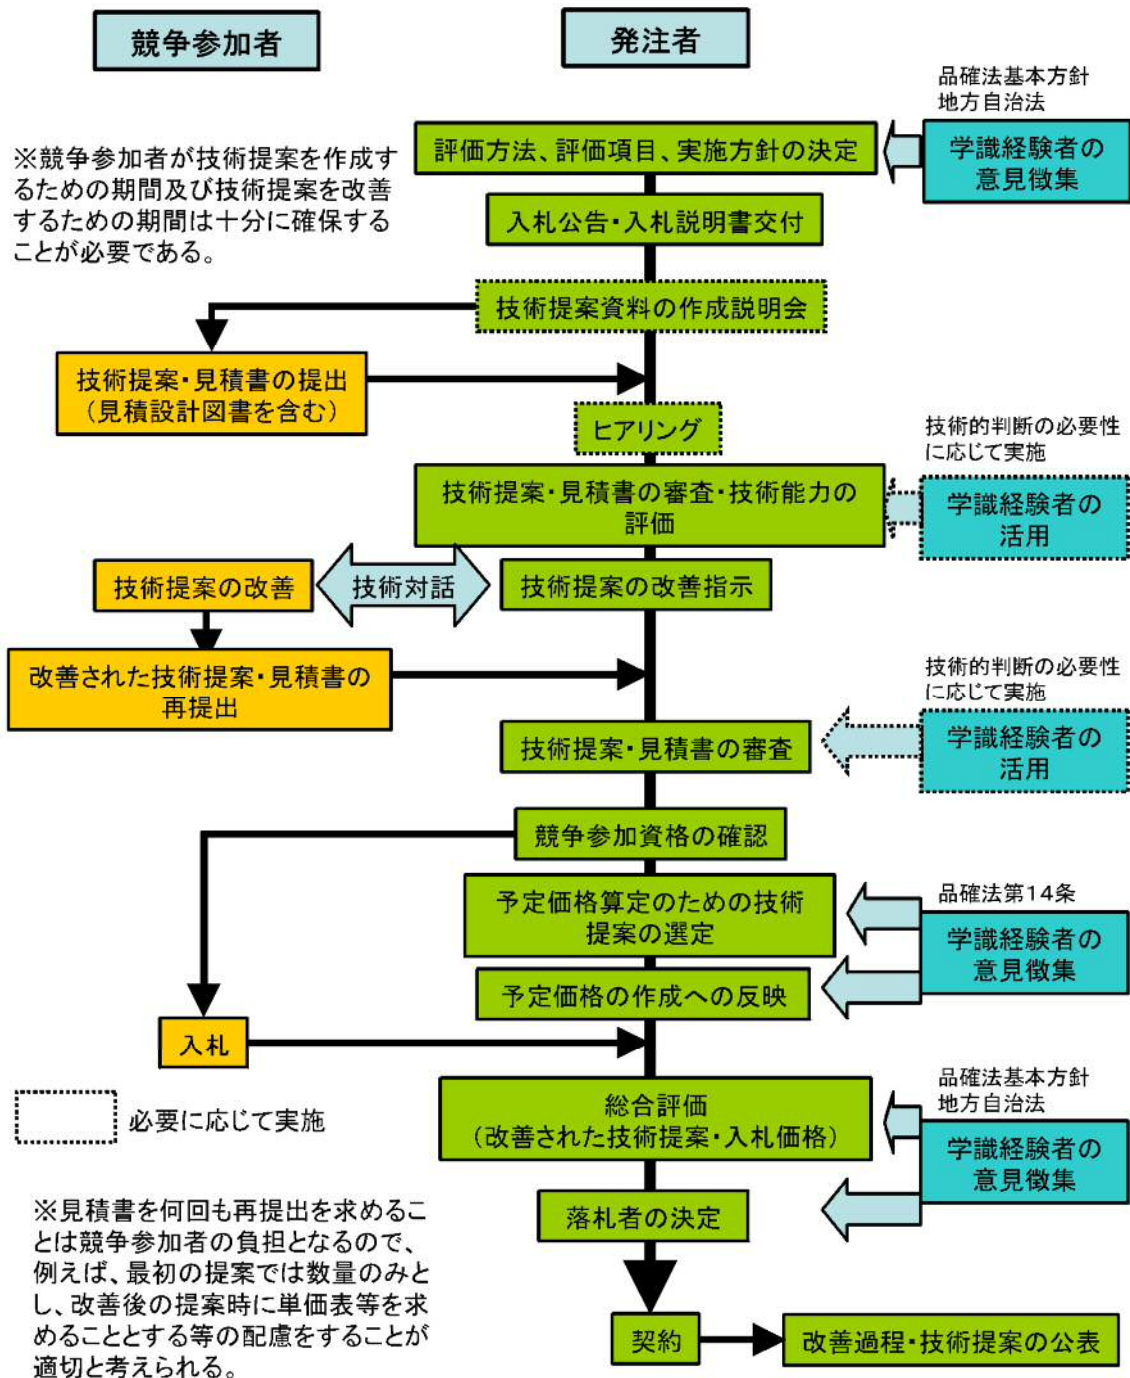 競争参加者
発注者
品確法基本方針
地方自治法
※競争参加者が技術提案を作成す
るための期間及び技術提案を改善
するための期間は十分に確保する
ことが必要である。
評価方法、評価項目、実施方針の決定
学識経験者の
意見徴集
入札公告・入札説明書交付
技術提案資料の作成説明会
技術提案・見積書の提出
(見積設計図書を含む)
ヒアリング
技術的判断の必要性
に応じて実施
技術提案・見積書の審査・技術能力の
評価
学識経験者の
活用
技術提案の改善
技術対話
技術提案の改善指示
改善された技術提案・見積書の
再提出
技術的判断の必要性
に応じて実施
技術提案・見積書の審査
学識経験者の
活用
競争参加資格の確認
予定価格算定のための技術
提案の選定
品確法第14条
学識経験者の
意見徴集
予定価格の作成への反映
入札
品確法基本方針
地方自治法
総合評価
(改善された技術提案・入札価格)
学識経験者の
意見徴集
必要に応じて実施
落札者の決定
※見積書を何回も再提出を求めるこ
とは競争参加者の負担となるので、
例えば、最初の提案では数量のみと
し、改善後の提案時に単価表等を求
めることとする等の配慮をすることが
適切と考えられる。
契約
改善過程・技術提案の公表